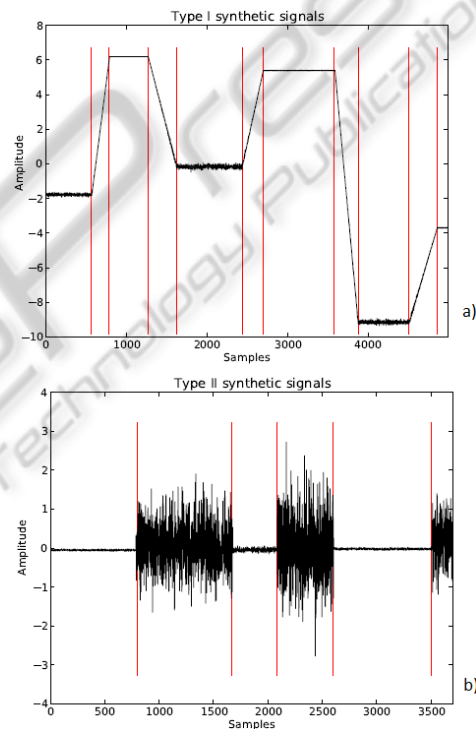 Type I synthetic signals
8
6
4
2
0
−2
−4
−6
−8
−10
Amplitude
0 1000 2000 3000 4000
Samples
a)
Type II synthetic signals
4
3
2
1
0
−1
−2
−3
−4
Amplitude
0 500 1000 1500 2000 2500 3000 3500
Samples
b)
Technology Publication